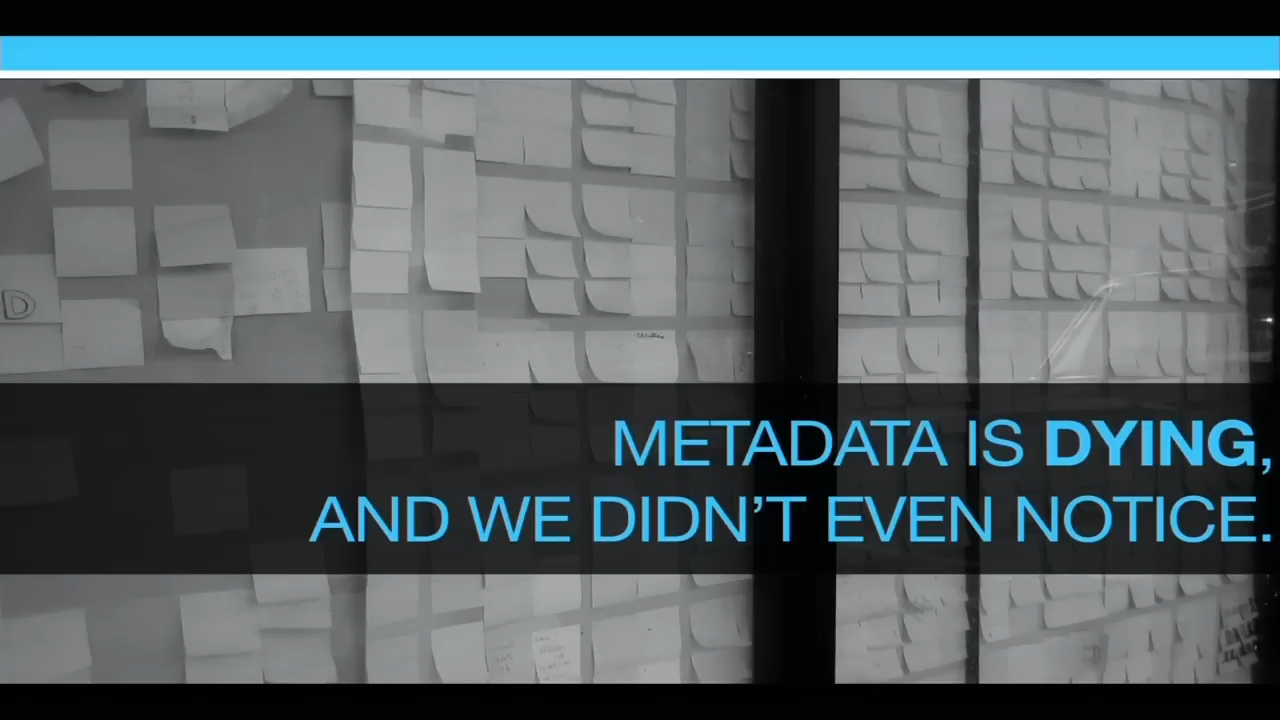 D
METADATA IS DYING,
AND WE DIDN'T EVEN NOTICE.